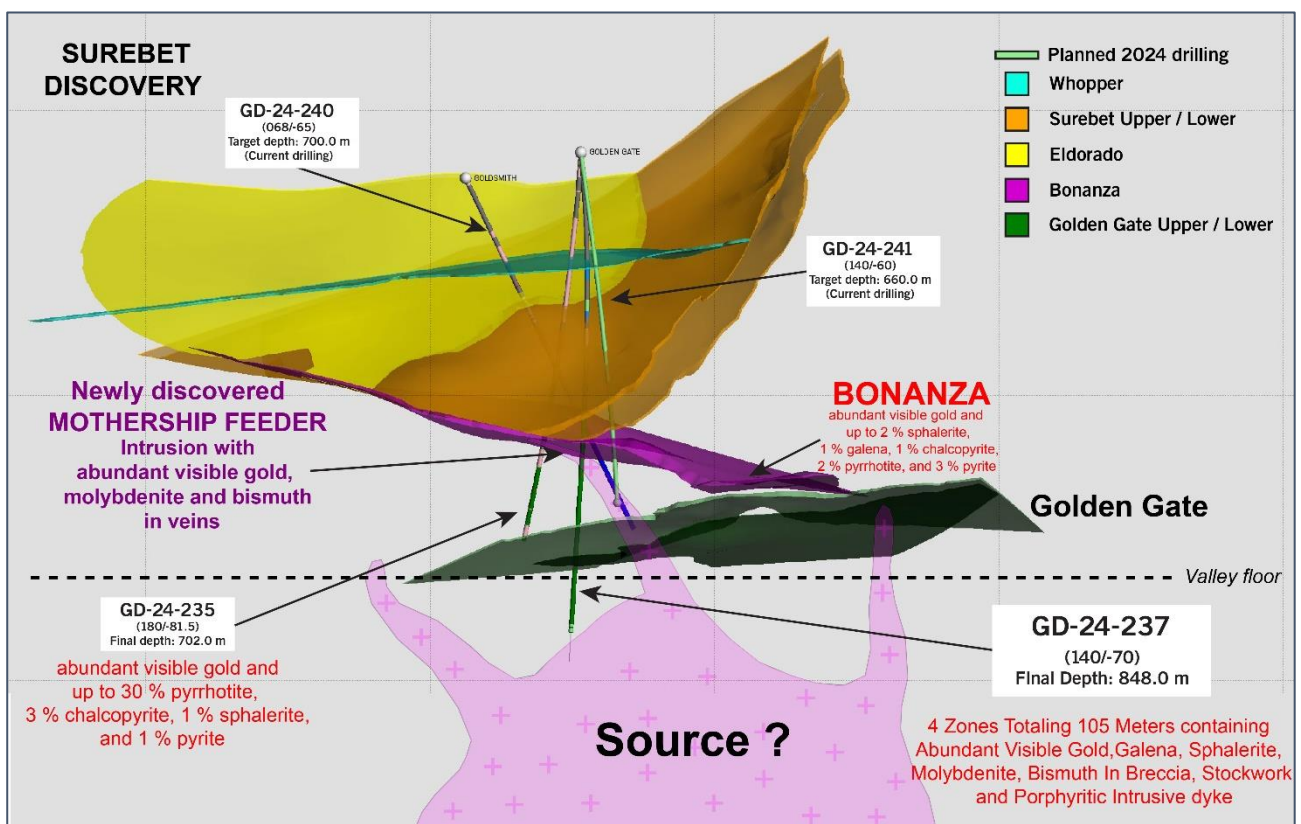 SUREBET
DISCOVERY
GD-24-240
(068/-65)
Target depth: 700.0 m
(Current drilling)
GOLDSMITH
GOLDEN GATE
Planned 2024 drilling
Whopper
Surebet Upper / Lower
Eldorado
Bonanza
Golden Gate Upper / Lower
GD-24-241
(140/-60)
Target depth: 660.0 m
(Current drilling)
Newly discovered
MOTHERSHIP FEEDER
Intrusion with
abundant visible gold,
molybdenite and bismuth
in veins
BONANZA
abundant visible gold and
up to 2 % sphalerite,
1 % galena, 1 % chalcopyrite,
2 % pyrrhotite, and 3 % pyrite
Golden Gate
Valley floor
GD-24-235
(180/-81.5)
Final depth: 702.0 m
abundant visible gold and
up to 30 % pyrrhotite,
3 % chalcopyrite, 1 % sphalerite,
and 1 % pyrite
GD-24-237
(140/-70)
FInal Depth: 848.0 m
Source ?
4 Zones Totaling 105 Meters containing
Abundant Visible Gold,Galena, Sphalerite,
Molybdenite, Bismuth In Breccia, Stockwork
and Porphyritic Intrusive dyke